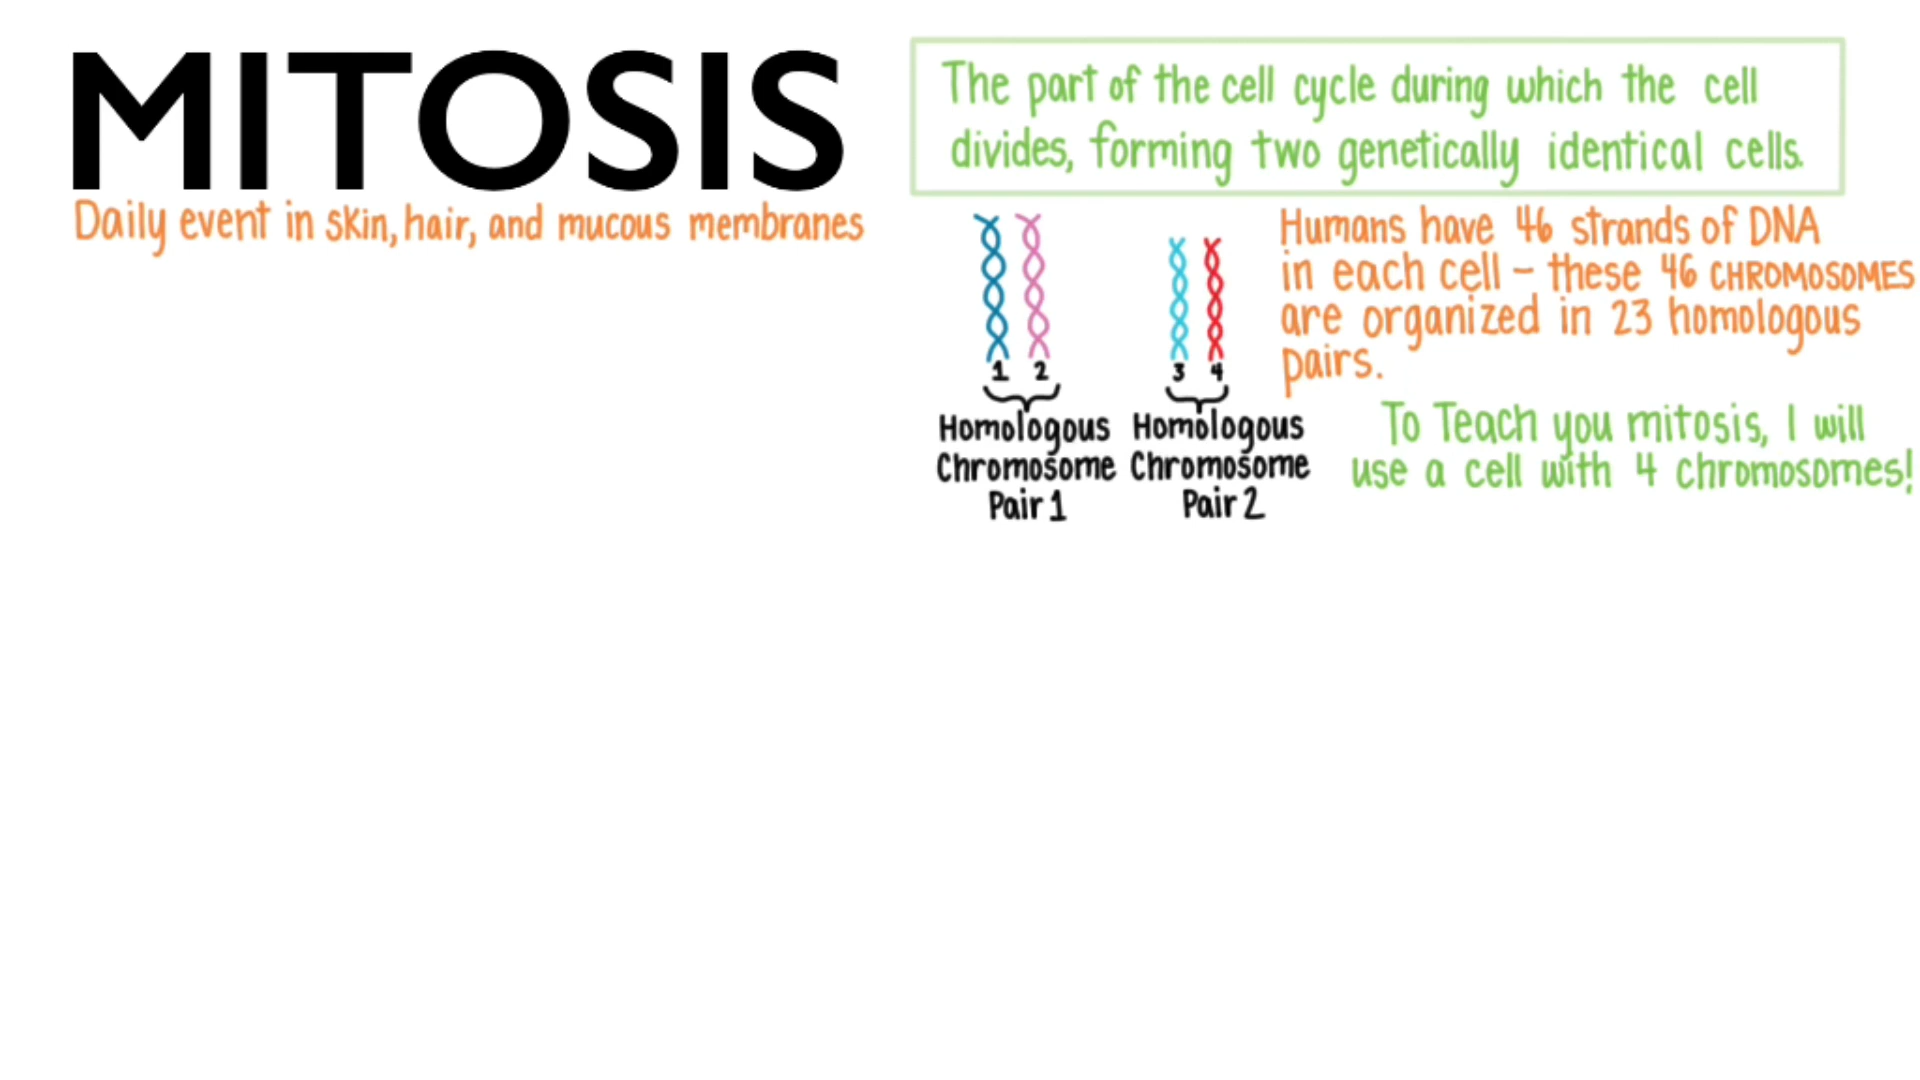 MITOSIS
Daily event in skin, hair, and mucous membranes
The part of the cell cycle during which the cell
divides, forming two genetically identical cells.
1 2
Homologous
Chromosome
Pair 1
3 4
Homologous
Chromosome
Pair 2
Humans have 46 strands of DNA
in each cell – these 46 CHROMOSOMES
are organized in 23 homologous
pairs.
To Teach you mitosis, I will
use a cell with 4 chromosomes!